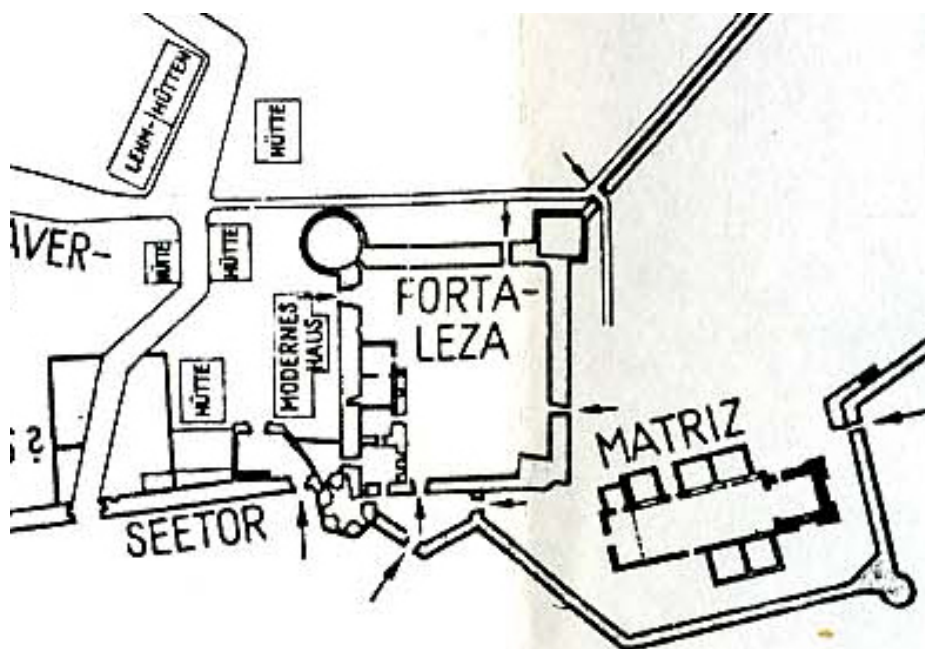 LEHM-HÜTTEN
HÜTTE
AVER-
HÜTTE
HÜTTE
FORTA-
LEZA
MODERNES
HAUS
HÜTTE
MATRIZ
SEETOR